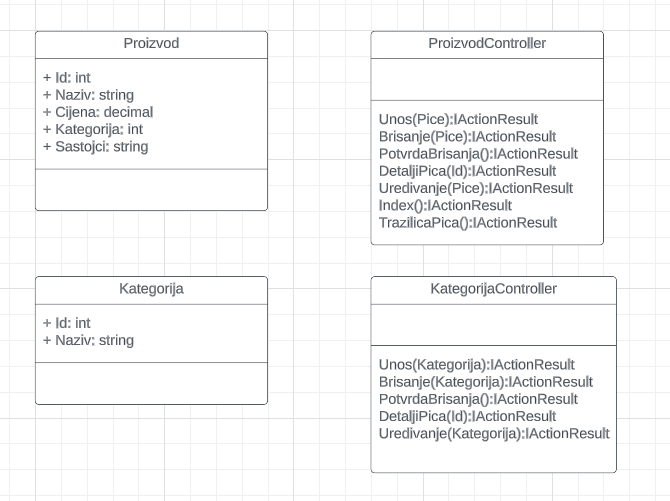 Proizvod
+ Id: int
+ Naziv: string
+ Cijena: decimal
+ Kategorija: int
+ Sastojci: string
ProizvodController
Unos(Pice):IActionResult
Brisanje(Pice):IActionResult
PotvrdaBrisanja():IActionResult
DetaljiPica(Id):IActionResult
Uredivanje(Pice):IActionResult
Index():IActionResult
TrazilicaPica():IActionResult
Kategorija
+ Id: int
+ Naziv: string
KategorijaController
Unos(Kategorija):IActionResult
Brisanje(Kategorija):IActionResult
PotvrdaBrisanja():IActionResult
DetaljiPica(Id):IActionResult
Uredivanje(Kategorija):IActionResult